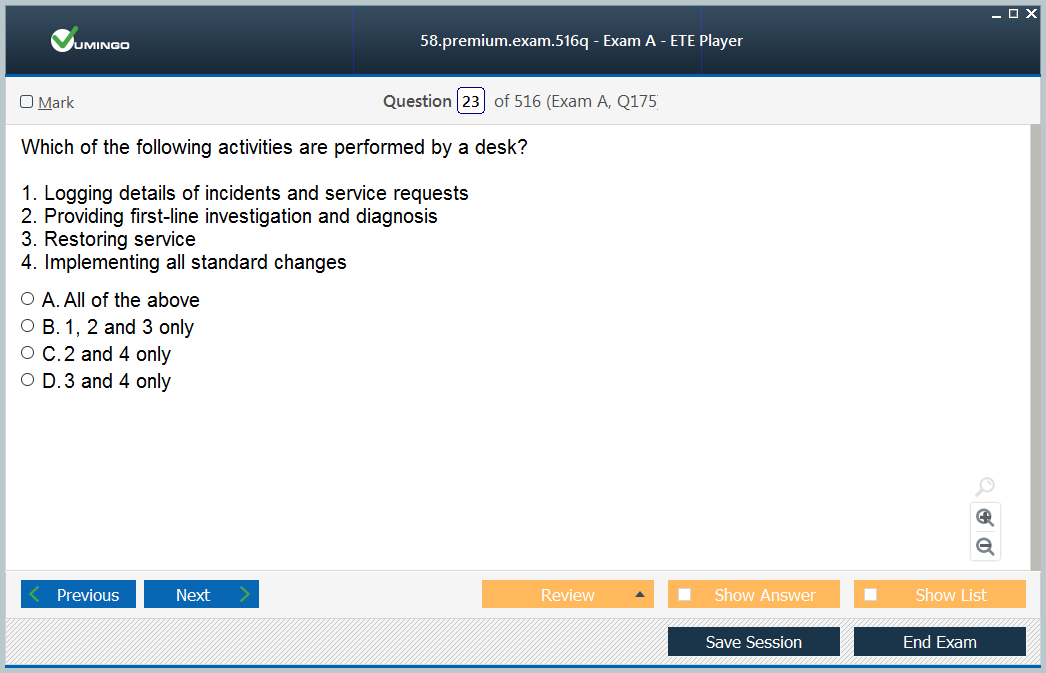 VUMINGO
58.premium.exam.516q - Exam A - ETE Player
Mark
Question 23 of 516 (Exam A, Q175
Which of the following activities are performed by a desk?
1. Logging details of incidents and service requests
2. Providing first-line investigation and diagnosis
3. Restoring service
4. Implementing all standard changes
A. All of the above
B. 1, 2 and 3 only
C. 2 and 4 only
D. 3 and 4 only
Previous
Next
Review
Show Answer
Show List
Save Session
End Exam